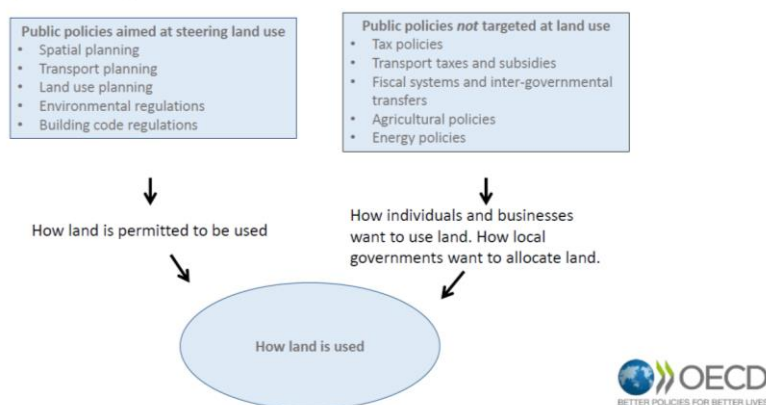 Public policies aimed at steering land use
• Spatial planning
• Transport planning
• Land use planning
• Environmental regulations
• Building code regulations
Public policies not targeted at land use
• Tax policies
• Transport taxes and subsidies
• Fiscal systems and inter-governmental
transfers
• Agricultural policies
• Energy policies
How land is permitted to be used
How individuals and businesses
want to use land. How local
governments want to allocate land.
How land is used
OECD
BETTER POLICIES FOR BETTER LIVES